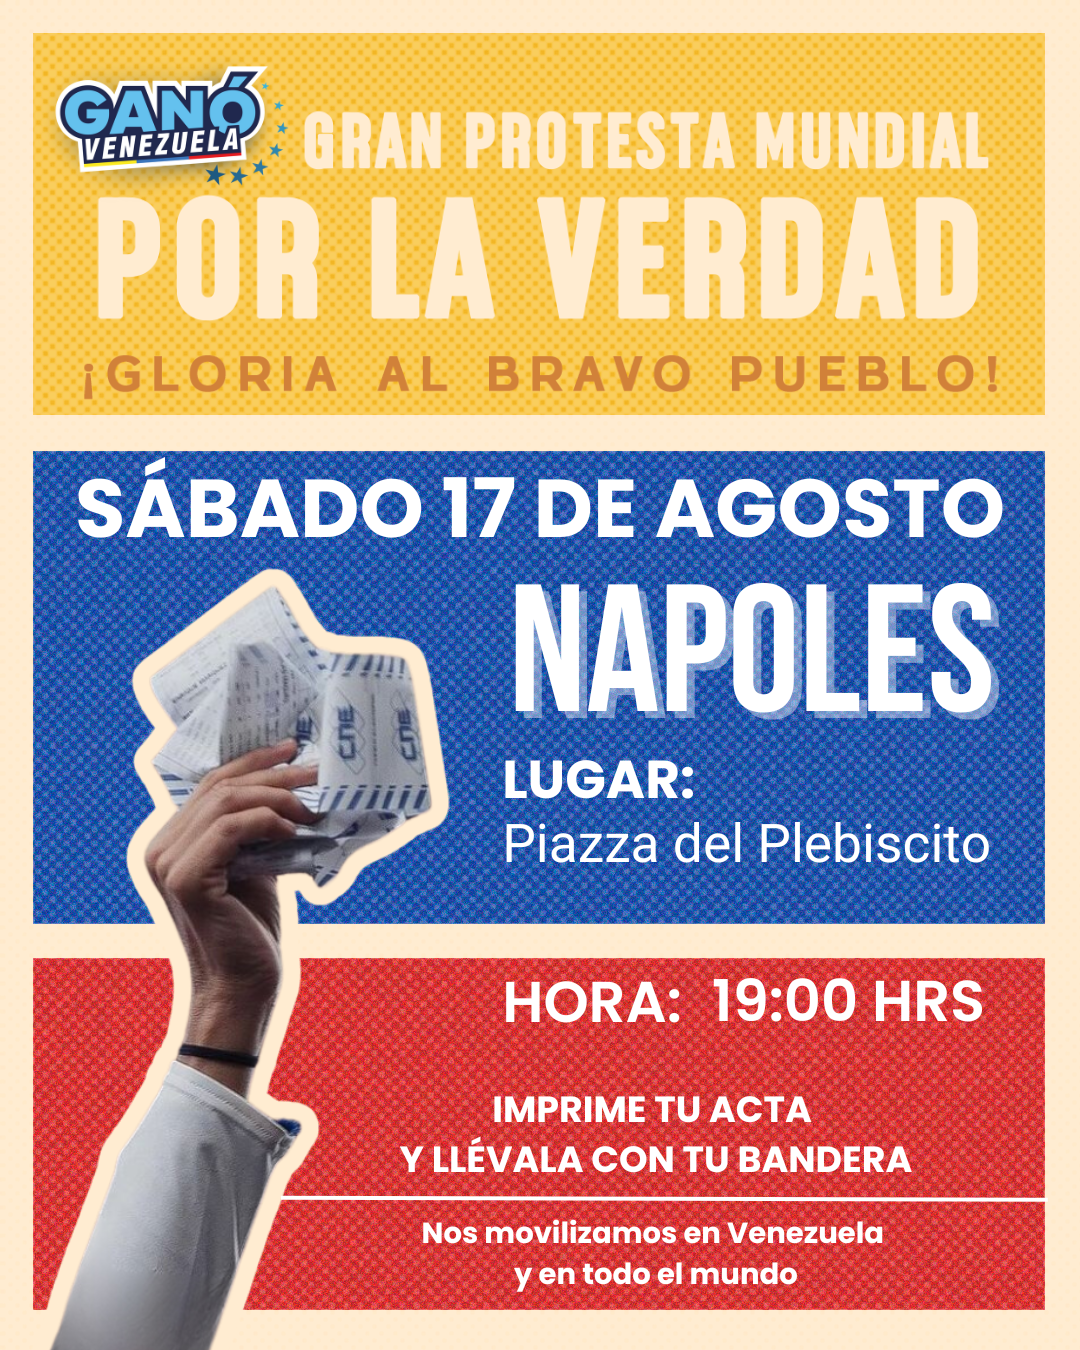 GANÓ
VENEZUELA
GRAN PROTESTA MUNDIAL
POR LA VERDAD
¡GLORIA AL BRAVO PUEBLO!
SÁBADO 17 DE AGOSTO
NAPOLES
CNE
CNE
LUGAR:
Piazza del Plebiscito
HORA: 19:00 HRS
IMPRIME TU ACTA
Y LLÉVALA CON TU BANDERA
Nos movilizamos en Venezuela
y en todo el mundo